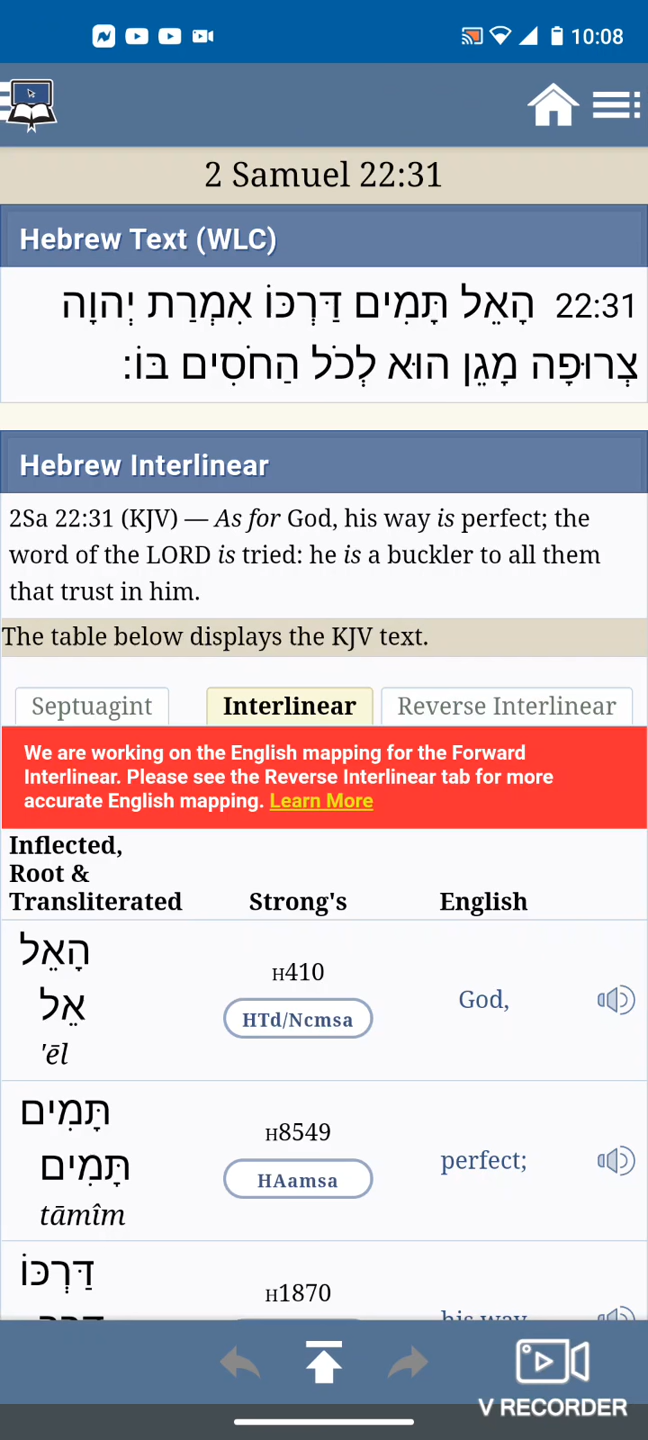 10:08
2 Samuel 22:31
Hebrew Text (WLC)
22:31 הָאֵל תָּמִים דַּרְכּוֹ אִמְרַת יְהוָה
צְרוּפָה מָגֵן הוּא לְכֹל הַחֹסִים בּוֹ׃
Hebrew Interlinear
2Sa 22:31 (KJV) — As for God, his way is perfect; the
word of the LORD is tried: he is a buckler to all them
that trust in him.
The table below displays the KJV text.
Septuagint Interlinear Reverse Interlinear
We are working on the English mapping for the Forward
Interlinear. Please see the Reverse Interlinear tab for more
accurate English mapping. Learn More
Inflected,
Root &
Transliterated Strong's English
הָאֵל
H410
אֵל
HTd/Ncmsa
God,
'ēl
תָּמִים
H8549
תָּמִים
HAamsa
perfect;
tāmîm
דַּרְכּוֹ
H1870
his way
V RECORDER